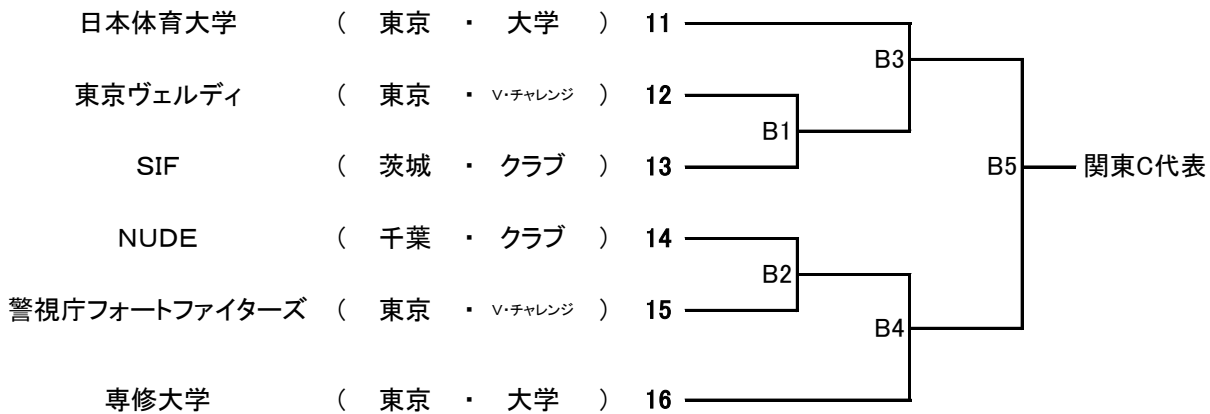 日本体育大学 ( 東京 ・ 大学 ) 11
B3
東京ヴェルディ ( 東京 ・ V・チャレンジ ) 12
B1
SIF ( 茨城 ・ クラブ ) 13
B5 関東C代表
NUDE ( 千葉 ・ クラブ ) 14
B2
警視庁フォートファイターズ ( 東京 ・ V・チャレンジ ) 15
B4
専修大学 ( 東京 ・ 大学 ) 16